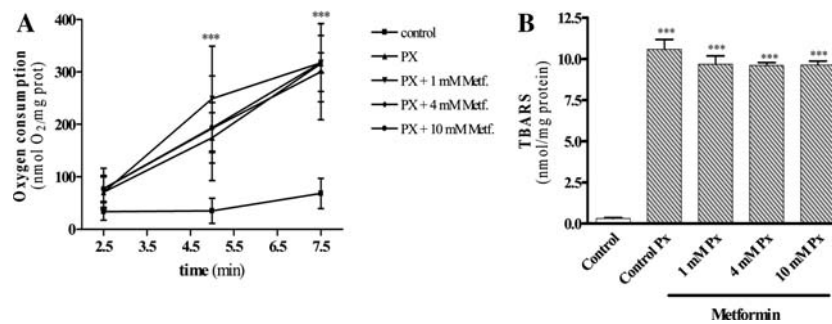 A
Oxygen consumption
(nmol O2/mg prot)
400
300
200
100
0
***
***
2.5
3.5
4.5
5.5
6.5
7.5
time (min)
control
PX
PX + 1 mM Metf.
PX + 4 mM Metf.
PX + 10 mM Metf.
B
TBARS
(nmol/mg protein)
12.5
10.0
7.5
5.0
2.5
0.0
***
***
***
***
Control
Control Px
1 mM Px
4 mM Px
10 mM Px
Metformin